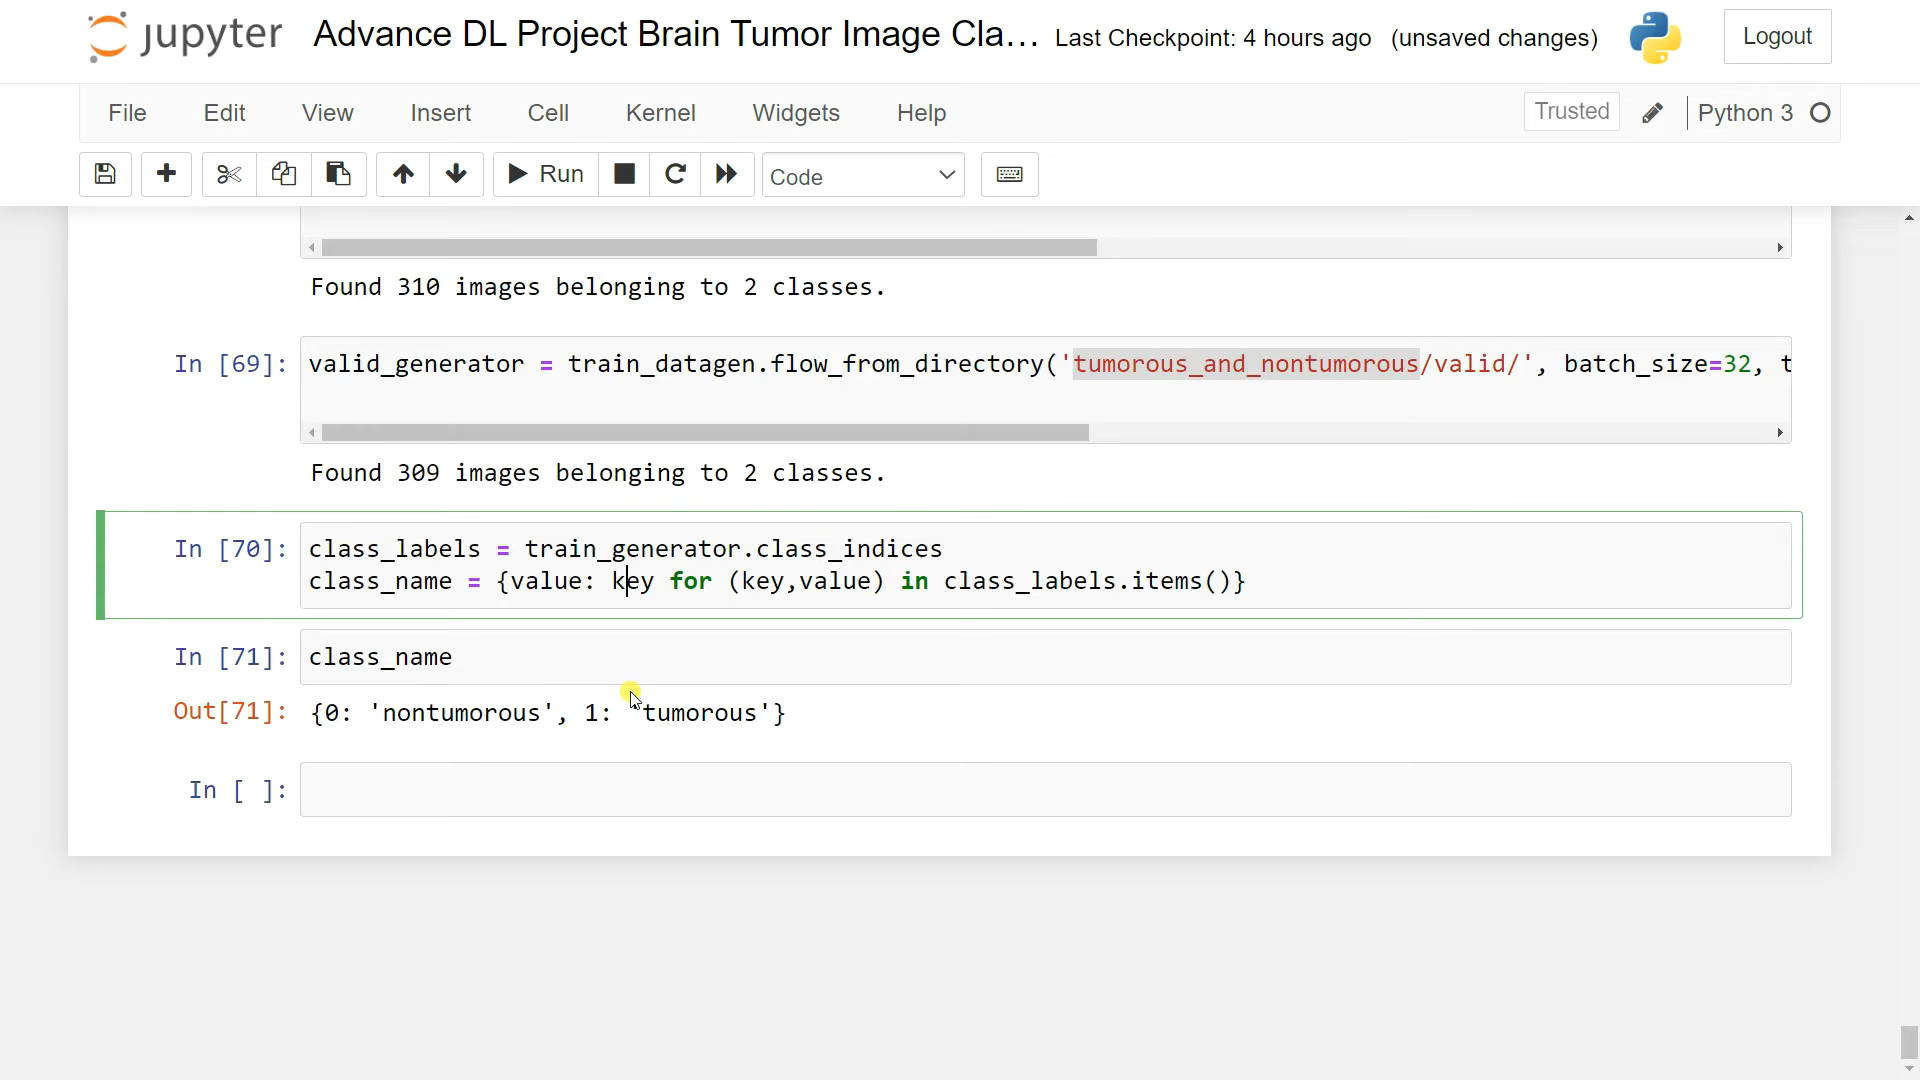 jupyter Advance DL Project Brain Tumor Image Cla... Last Checkpoint: 4 hours ago (unsaved changes) Logout
File Edit View Insert Cell Kernel Widgets Help Trusted Python 3
Run Code
Found 310 images belonging to 2 classes.
In [69]: valid_generator = train_datagen.flow_from_directory('tumorous_and_nontumorous/valid/', batch_size=32, t
Found 309 images belonging to 2 classes.
In [70]: class_labels = train_generator.class_indices
class_name = {value: key for (key,value) in class_labels.items()}
In [71]: class_name
Out[71]: {0: 'nontumorous', 1: 'tumorous'}
In [ ]: